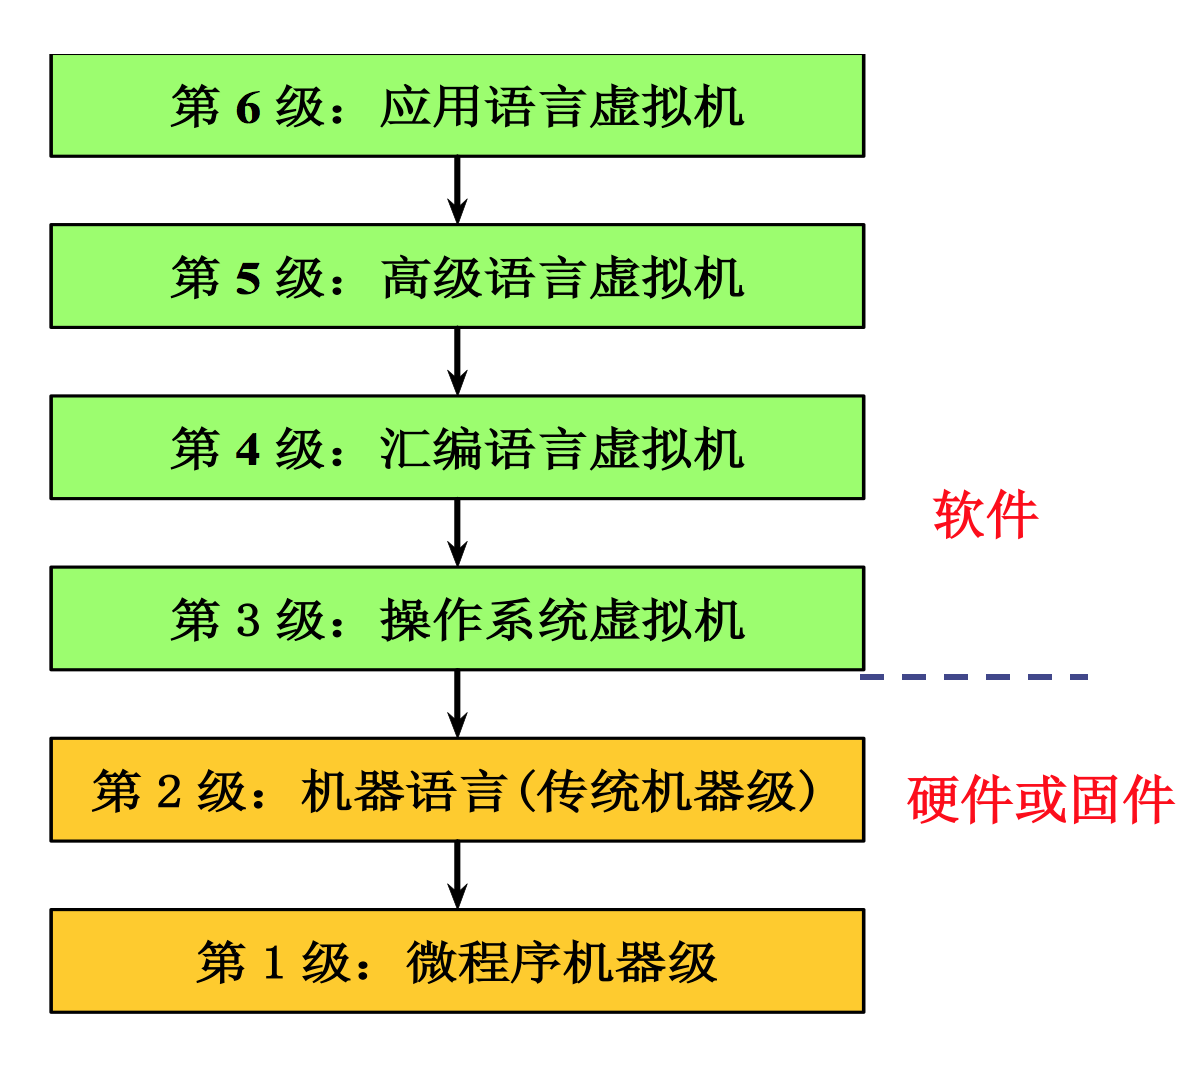 第 6 级：应用语言虚拟机
第 5 级：高级语言虚拟机
第 4 级：汇编语言虚拟机
软件
第 3 级：操作系统虚拟机
第 2 级：机器语言(传统机器级)
硬件或固件
第 1 级：微程序机器级